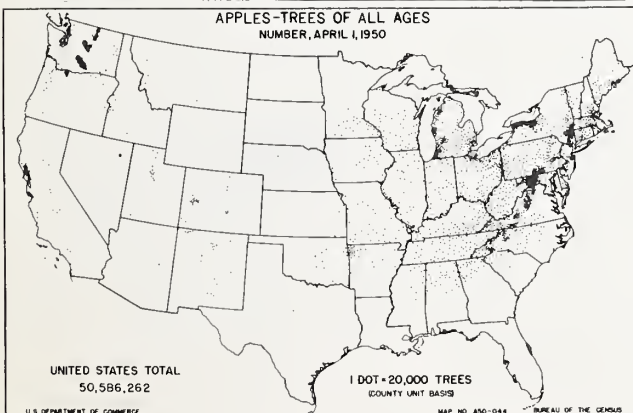 APPLES-TREES OF ALL AGES
NUMBER, APRIL 1, 1950
UNITED STATES TOTAL
50,586,262
1 DOT=20,000 TREES
(COUNTY UNIT BASIS)
U.S. DEPARTMENT OF COMMERCE
MAP NO. A50-044
BUREAU OF THE CENSUS